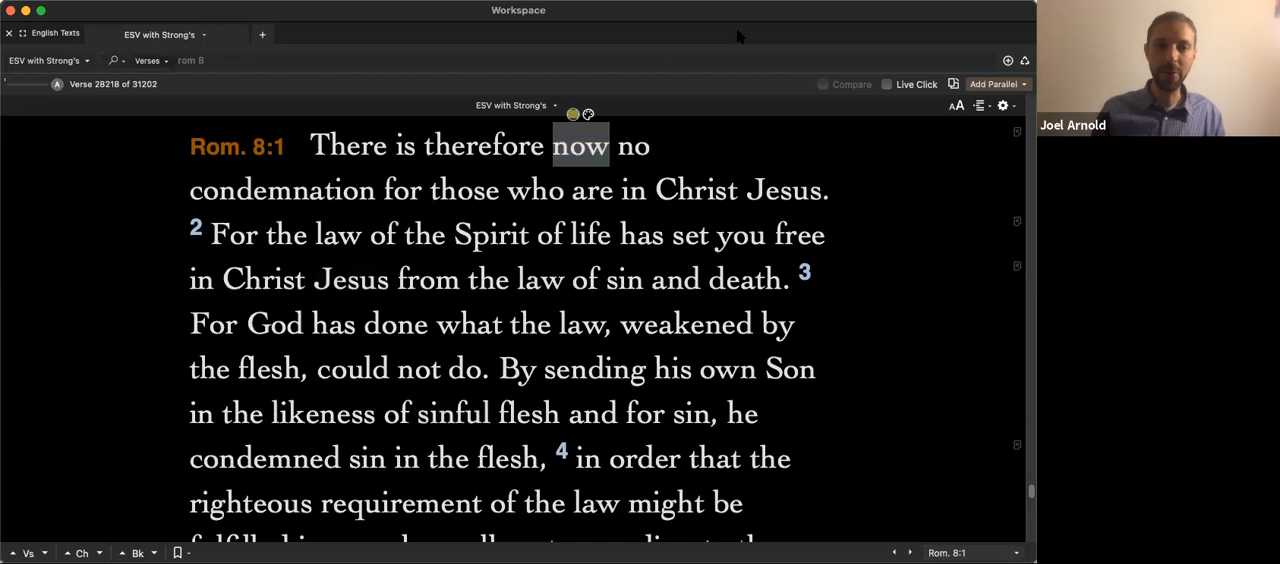 Workspace
English Texts
ESV with Strong's
+
ESV with Strong's
Verses
rom 8
A Verse 28218 of 31202
Compare
Live Click
Add Parallel
ESV with Strong's
AA
Rom. 8:1 There is therefore now no
condemnation for those who are in Christ Jesus.
2 For the law of the Spirit of life has set you free
in Christ Jesus from the law of sin and death. 3
For God has done what the law, weakened by
the flesh, could not do. By sending his own Son
in the likeness of sinful flesh and for sin, he
condemned sin in the flesh, 4 in order that the
righteous requirement of the law might be
Vs
Ch
Bk
Rom. 8:1
Joel Arnold